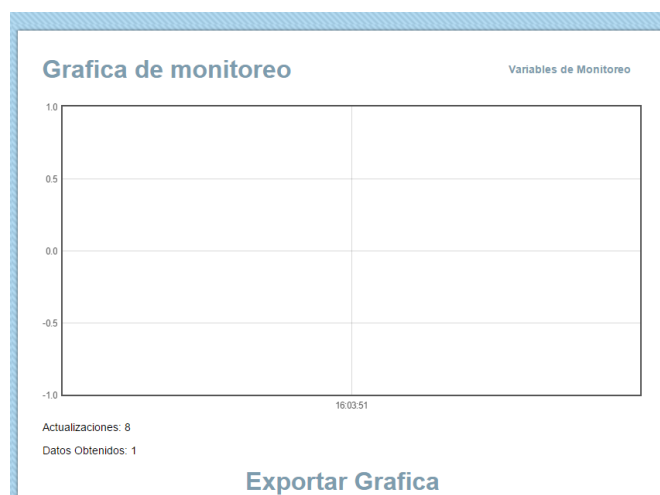 Grafica de monitoreo
Variables de Monitoreo
1.0
0.5
0.0
-0.5
-1.0
16:03:51
Actualizaciones: 8
Datos Obtenidos: 1
Exportar Grafica